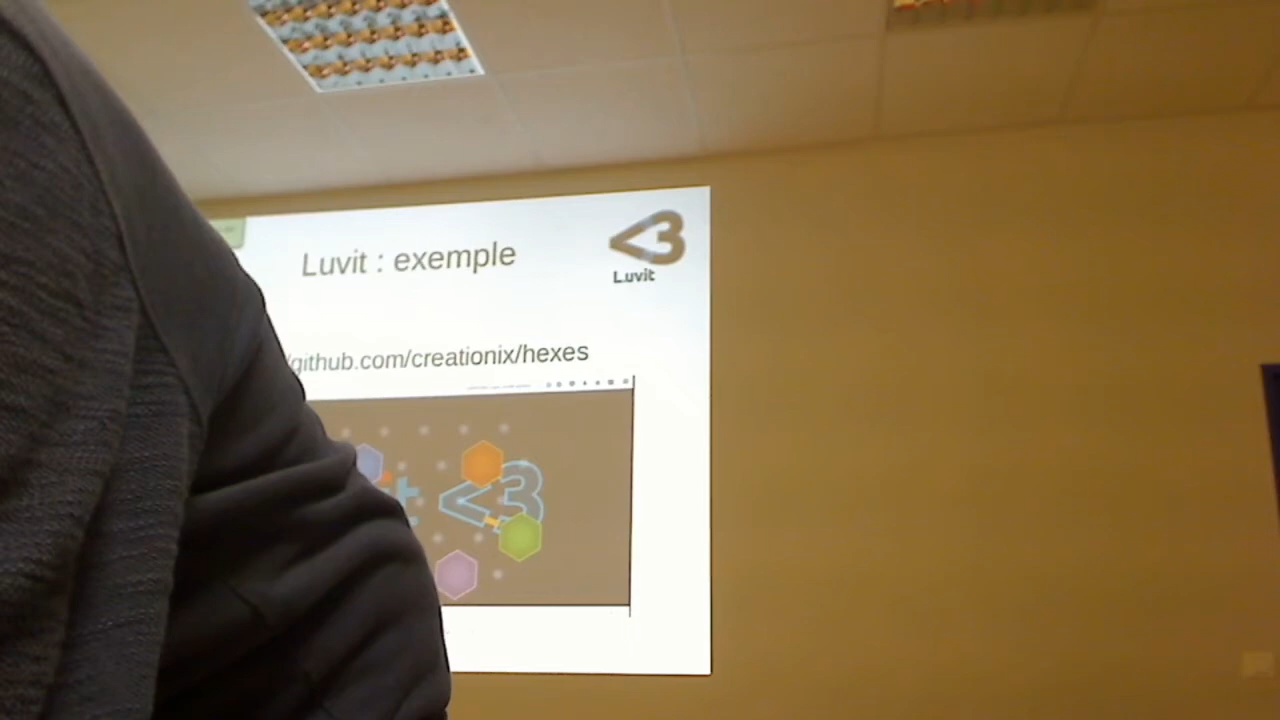 Luvit : exemple
<3
Luvit
/github.com/creationix/hexes
t <3